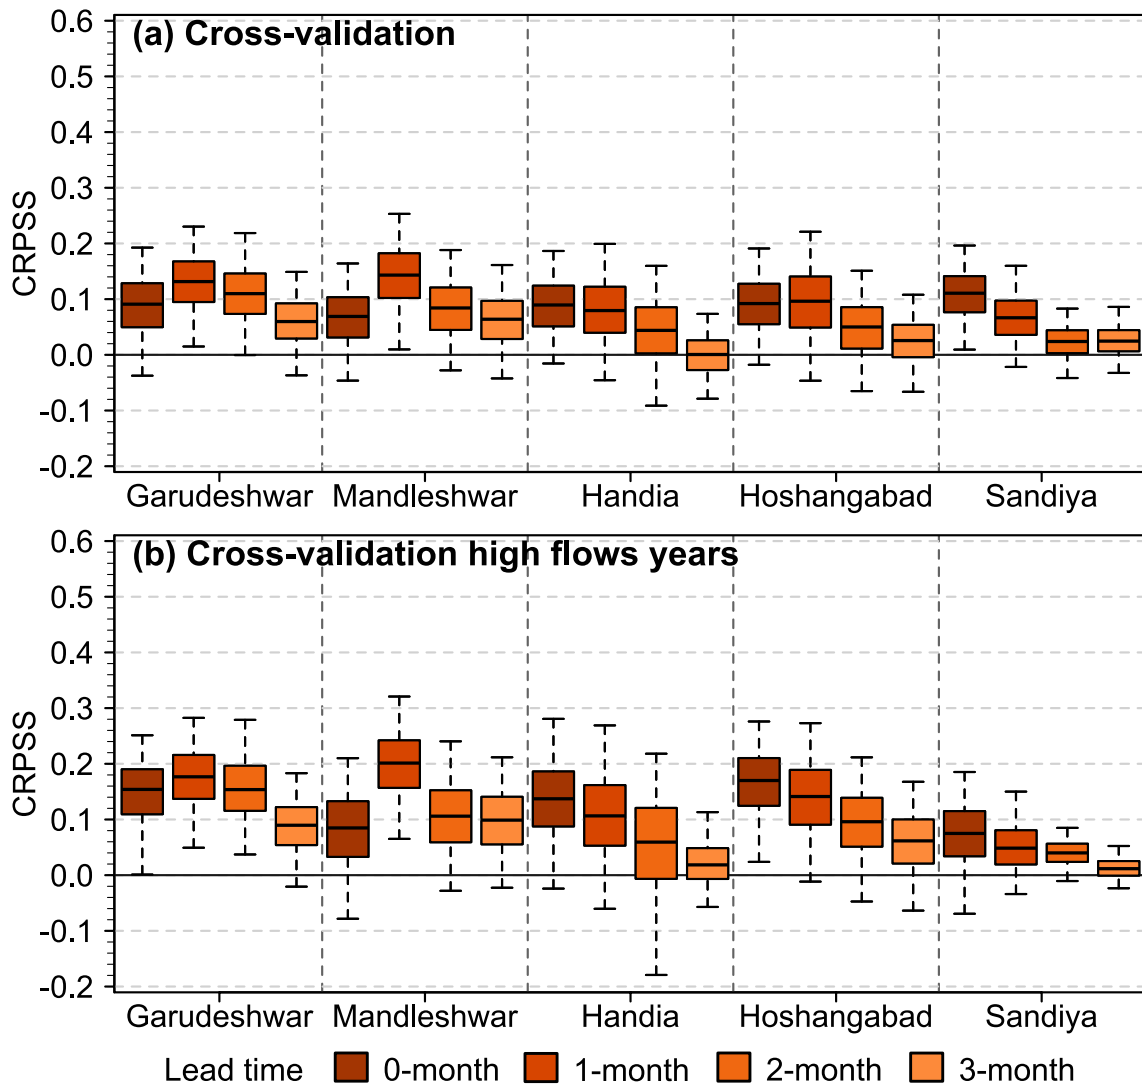 (a) Cross-validation
CRPSS
0.6
0.5
0.4
0.3
0.2
0.1
0.0
-0.1
-0.2
Garudeshwar Mandleshwar Handia Hoshangabad Sandiya
(b) Cross-validation high flows years
CRPSS
0.6
0.5
0.4
0.3
0.2
0.1
0.0
-0.1
-0.2
Garudeshwar Mandleshwar Handia Hoshangabad Sandiya
Lead time 0-month 1-month 2-month 3-month